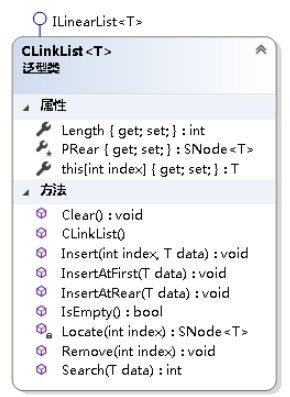 ILinearList<T>
CLinkList<T>
泛型类
属性
Length { get; set; } : int
PRear { get; set; } : SNode<T>
this[int index] { get; set; } : T
方法
Clear() : void
CLinkList()
Insert(int index, T data) : void
InsertAtFirst(T data) : void
InsertAtRear(T data) : void
IsEmpty() : bool
Locate(int index) : SNode<T>
Remove(int index) : void
Search(T data) : int